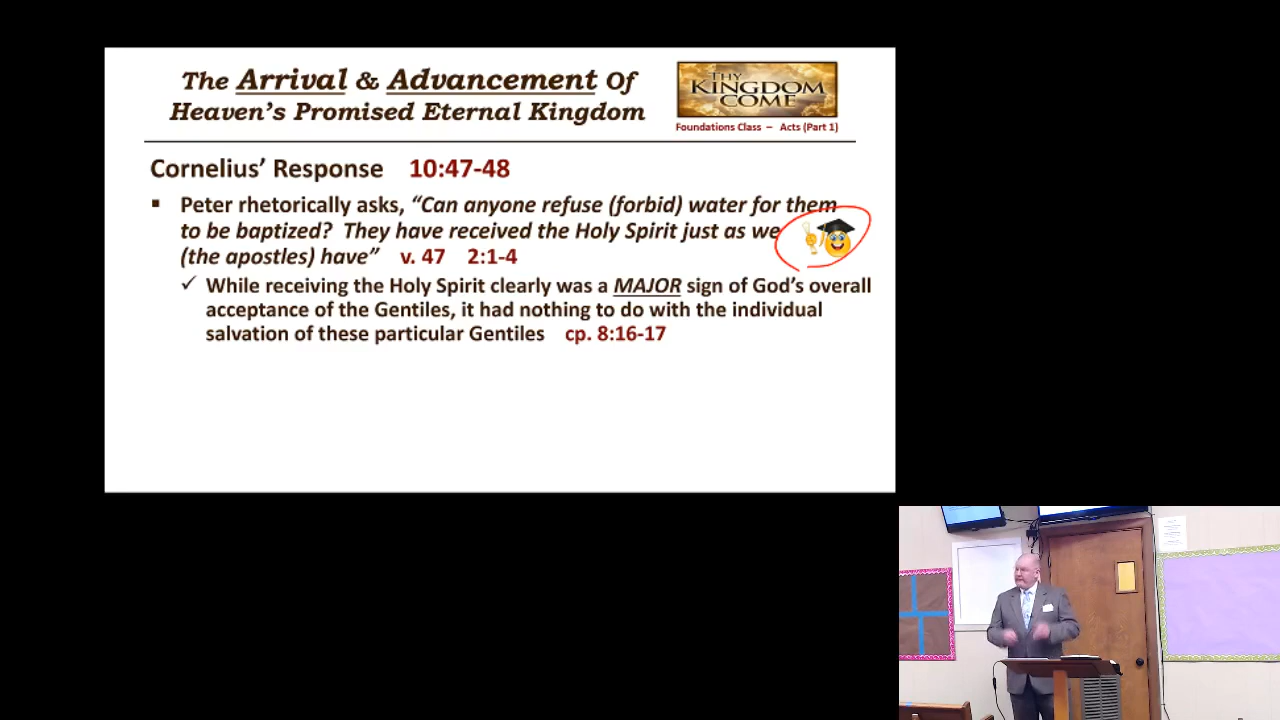 The Arrival & Advancement Of
Heaven's Promised Eternal Kingdom
THY
KINGDOM
COME
Foundations Class – Acts (Part 1)
Cornelius' Response 10:47-48
▪ Peter rhetorically asks, “Can anyone refuse (forbid) water for them
to be baptized? They have received the Holy Spirit just as we
(the apostles) have” v. 47 2:1-4
✓ While receiving the Holy Spirit clearly was a MAJOR sign of God's overall
acceptance of the Gentiles, it had nothing to do with the individual
salvation of these particular Gentiles cp. 8:16-17